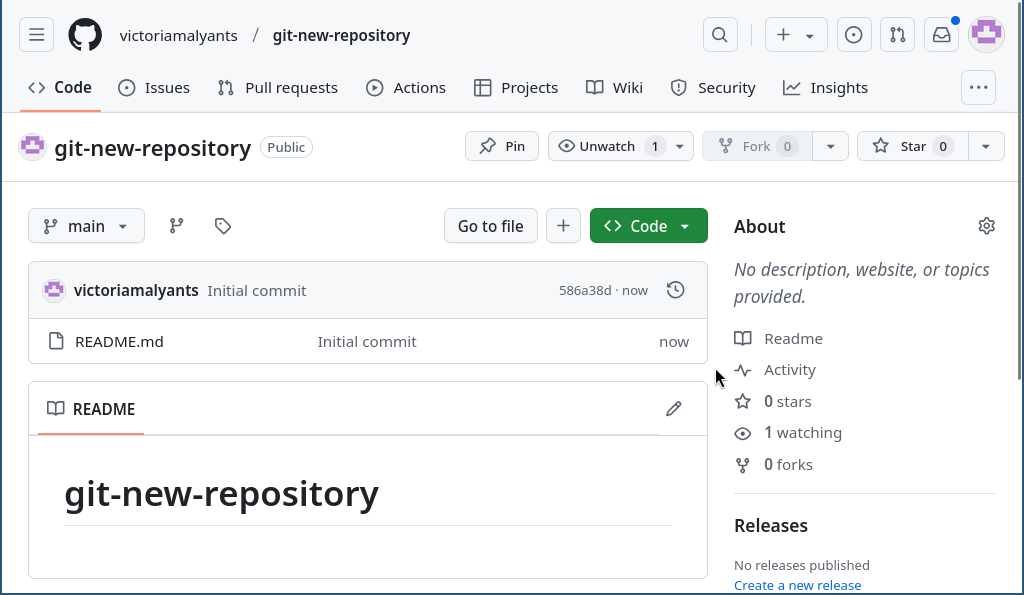 victoriamalyants / git-new-repository
Code Issues Pull requests Actions Projects Wiki Security Insights
git-new-repository Public Pin Unwatch 1 Fork 0 Star 0
main Go to file Code
victoriamalyants Initial commit 586a38d · now
README.md Initial commit now
README
git-new-repository
About
No description, website, or topics
provided.
Readme
Activity
0 stars
1 watching
0 forks
Releases
No releases published
Create a new release